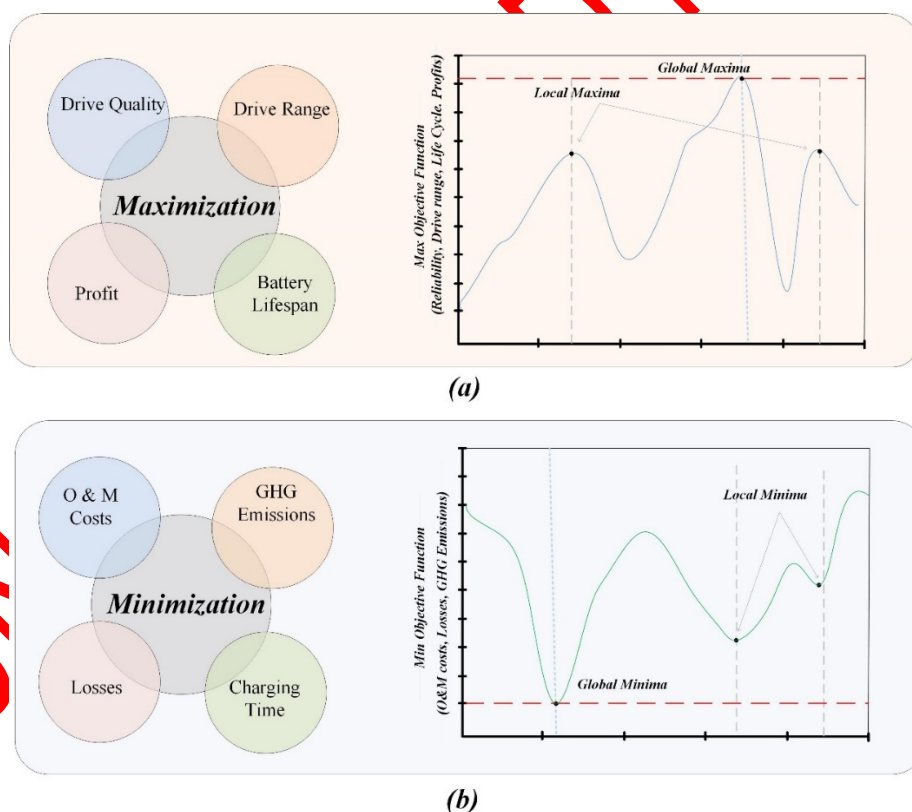 Drive Quality
Drive Range
Maximization
Profit
Battery
Lifespan
Max Objective Function
(Reliability, Drive range, Life Cycle. Profits)
Global Maxima
Local Maxima
(a)
O & M
Costs
GHG
Emissions
Minimization
Losses
Charging
Time
Min Objective Function
(O&M costs, Losses, GHG Emissions)
Local Minima
Global Minima
(b)